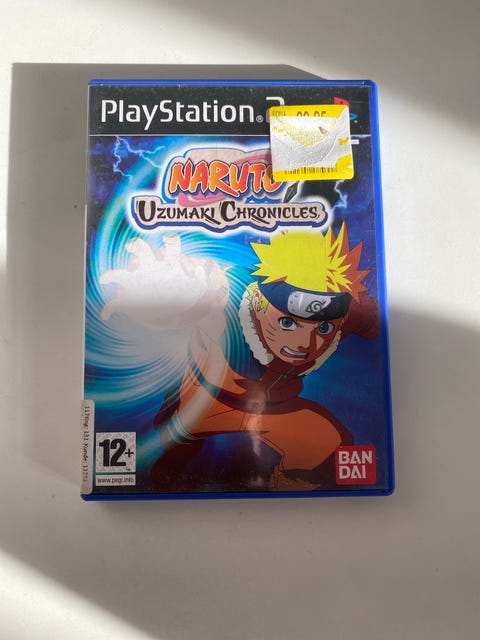 PlayStation®2
NARUTO
UZUMAKI CHRONICLES
12+
www.pegi.info
BAN
DAI